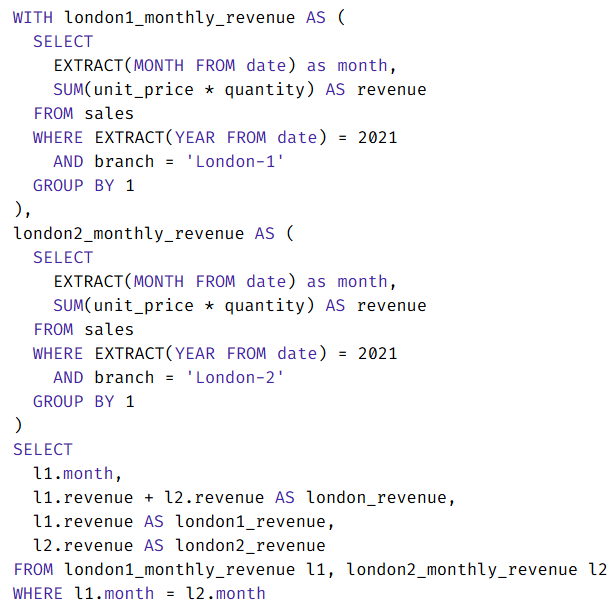 WITH london1_monthly_revenue AS (
  SELECT
    EXTRACT(MONTH FROM date) as month,
    SUM(unit_price * quantity) AS revenue
  FROM sales
  WHERE EXTRACT(YEAR FROM date) = 2021
    AND branch = 'London-1'
  GROUP BY 1
),
london2_monthly_revenue AS (
  SELECT
    EXTRACT(MONTH FROM date) as month,
    SUM(unit_price * quantity) AS revenue
  FROM sales
  WHERE EXTRACT(YEAR FROM date) = 2021
    AND branch = 'London-2'
  GROUP BY 1
)
SELECT
  l1.month,
  l1.revenue + l2.revenue AS london_revenue,
  l1.revenue AS london1_revenue,
  l2.revenue AS london2_revenue
FROM london1_monthly_revenue l1, london2_monthly_revenue l2
WHERE l1.month = l2.month